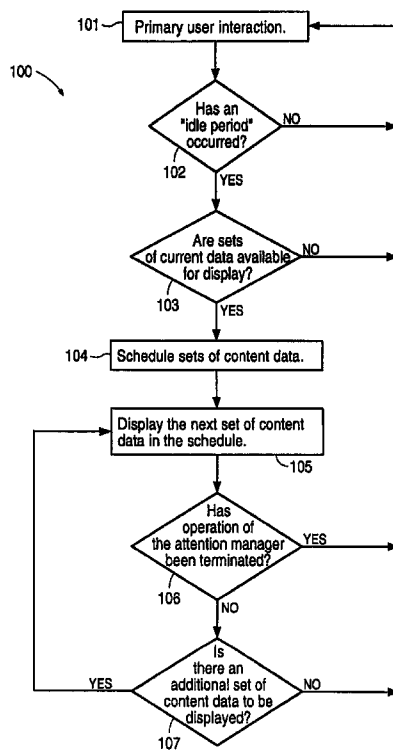 101
Primary user interaction.
100
Has an
"idle period"
occurred?
NO
102
YES
Are sets
of current data available
for display?
NO
103
YES
104
Schedule sets of content data.
Display the next set of content
data in the schedule.
105
Has
operation of
the attention manager
been terminated?
YES
106
NO
Is
there an
additional set of
content data to be
displayed?
YES
NO
107